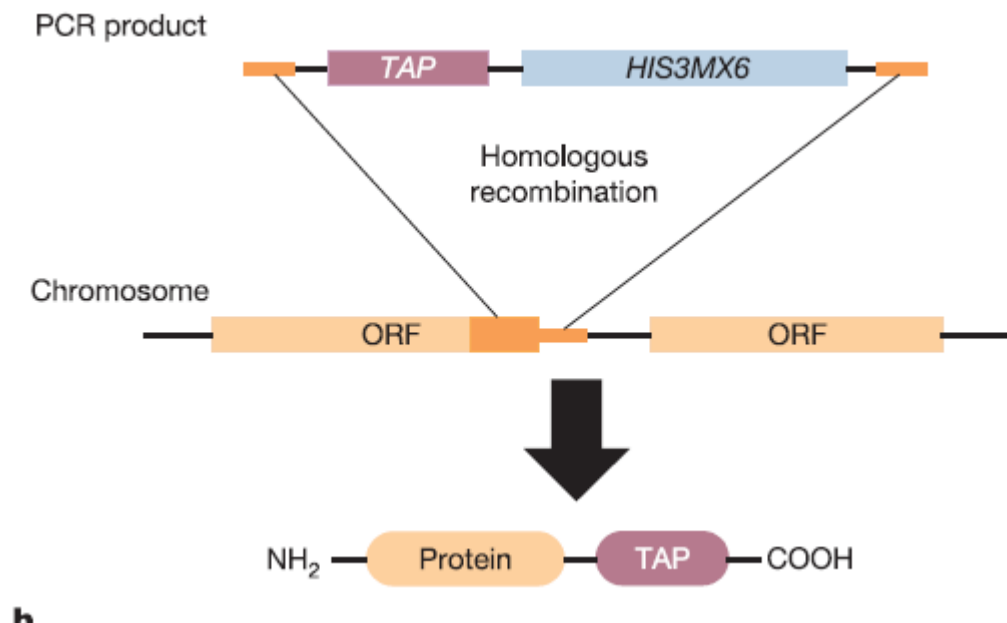 PCR product
TAP HIS3MX6
Homologous
recombination
Chromosome
ORF ORF
NH₂ Protein TAP COOH